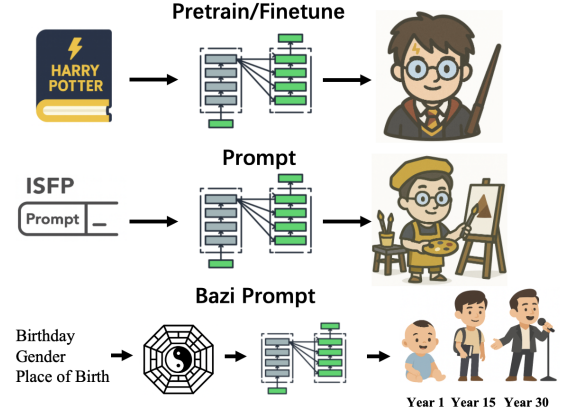 Pretrain/Finetune
HARRY
POTTER
Prompt
ISFP
Prompt _
Bazi Prompt
Birthday
Gender
Place of Birth
Year 1 Year 15 Year 30